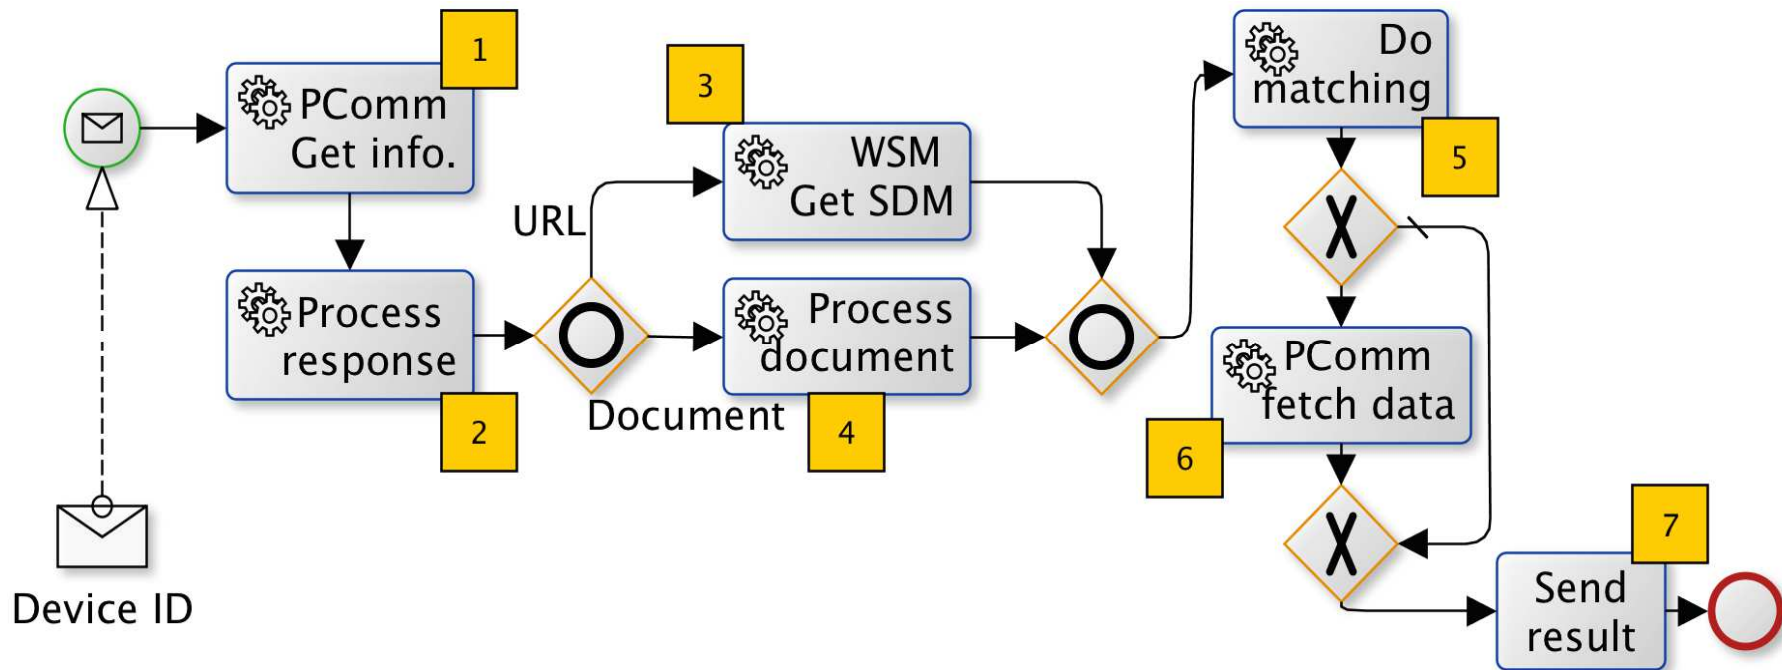 1
PComm
Get info.
Process
response
2
Device ID
URL
Document
3
WSM
Get SDM
Process
document
4
Do
matching
5
X
PComm
fetch data
6
X
Send
result
7